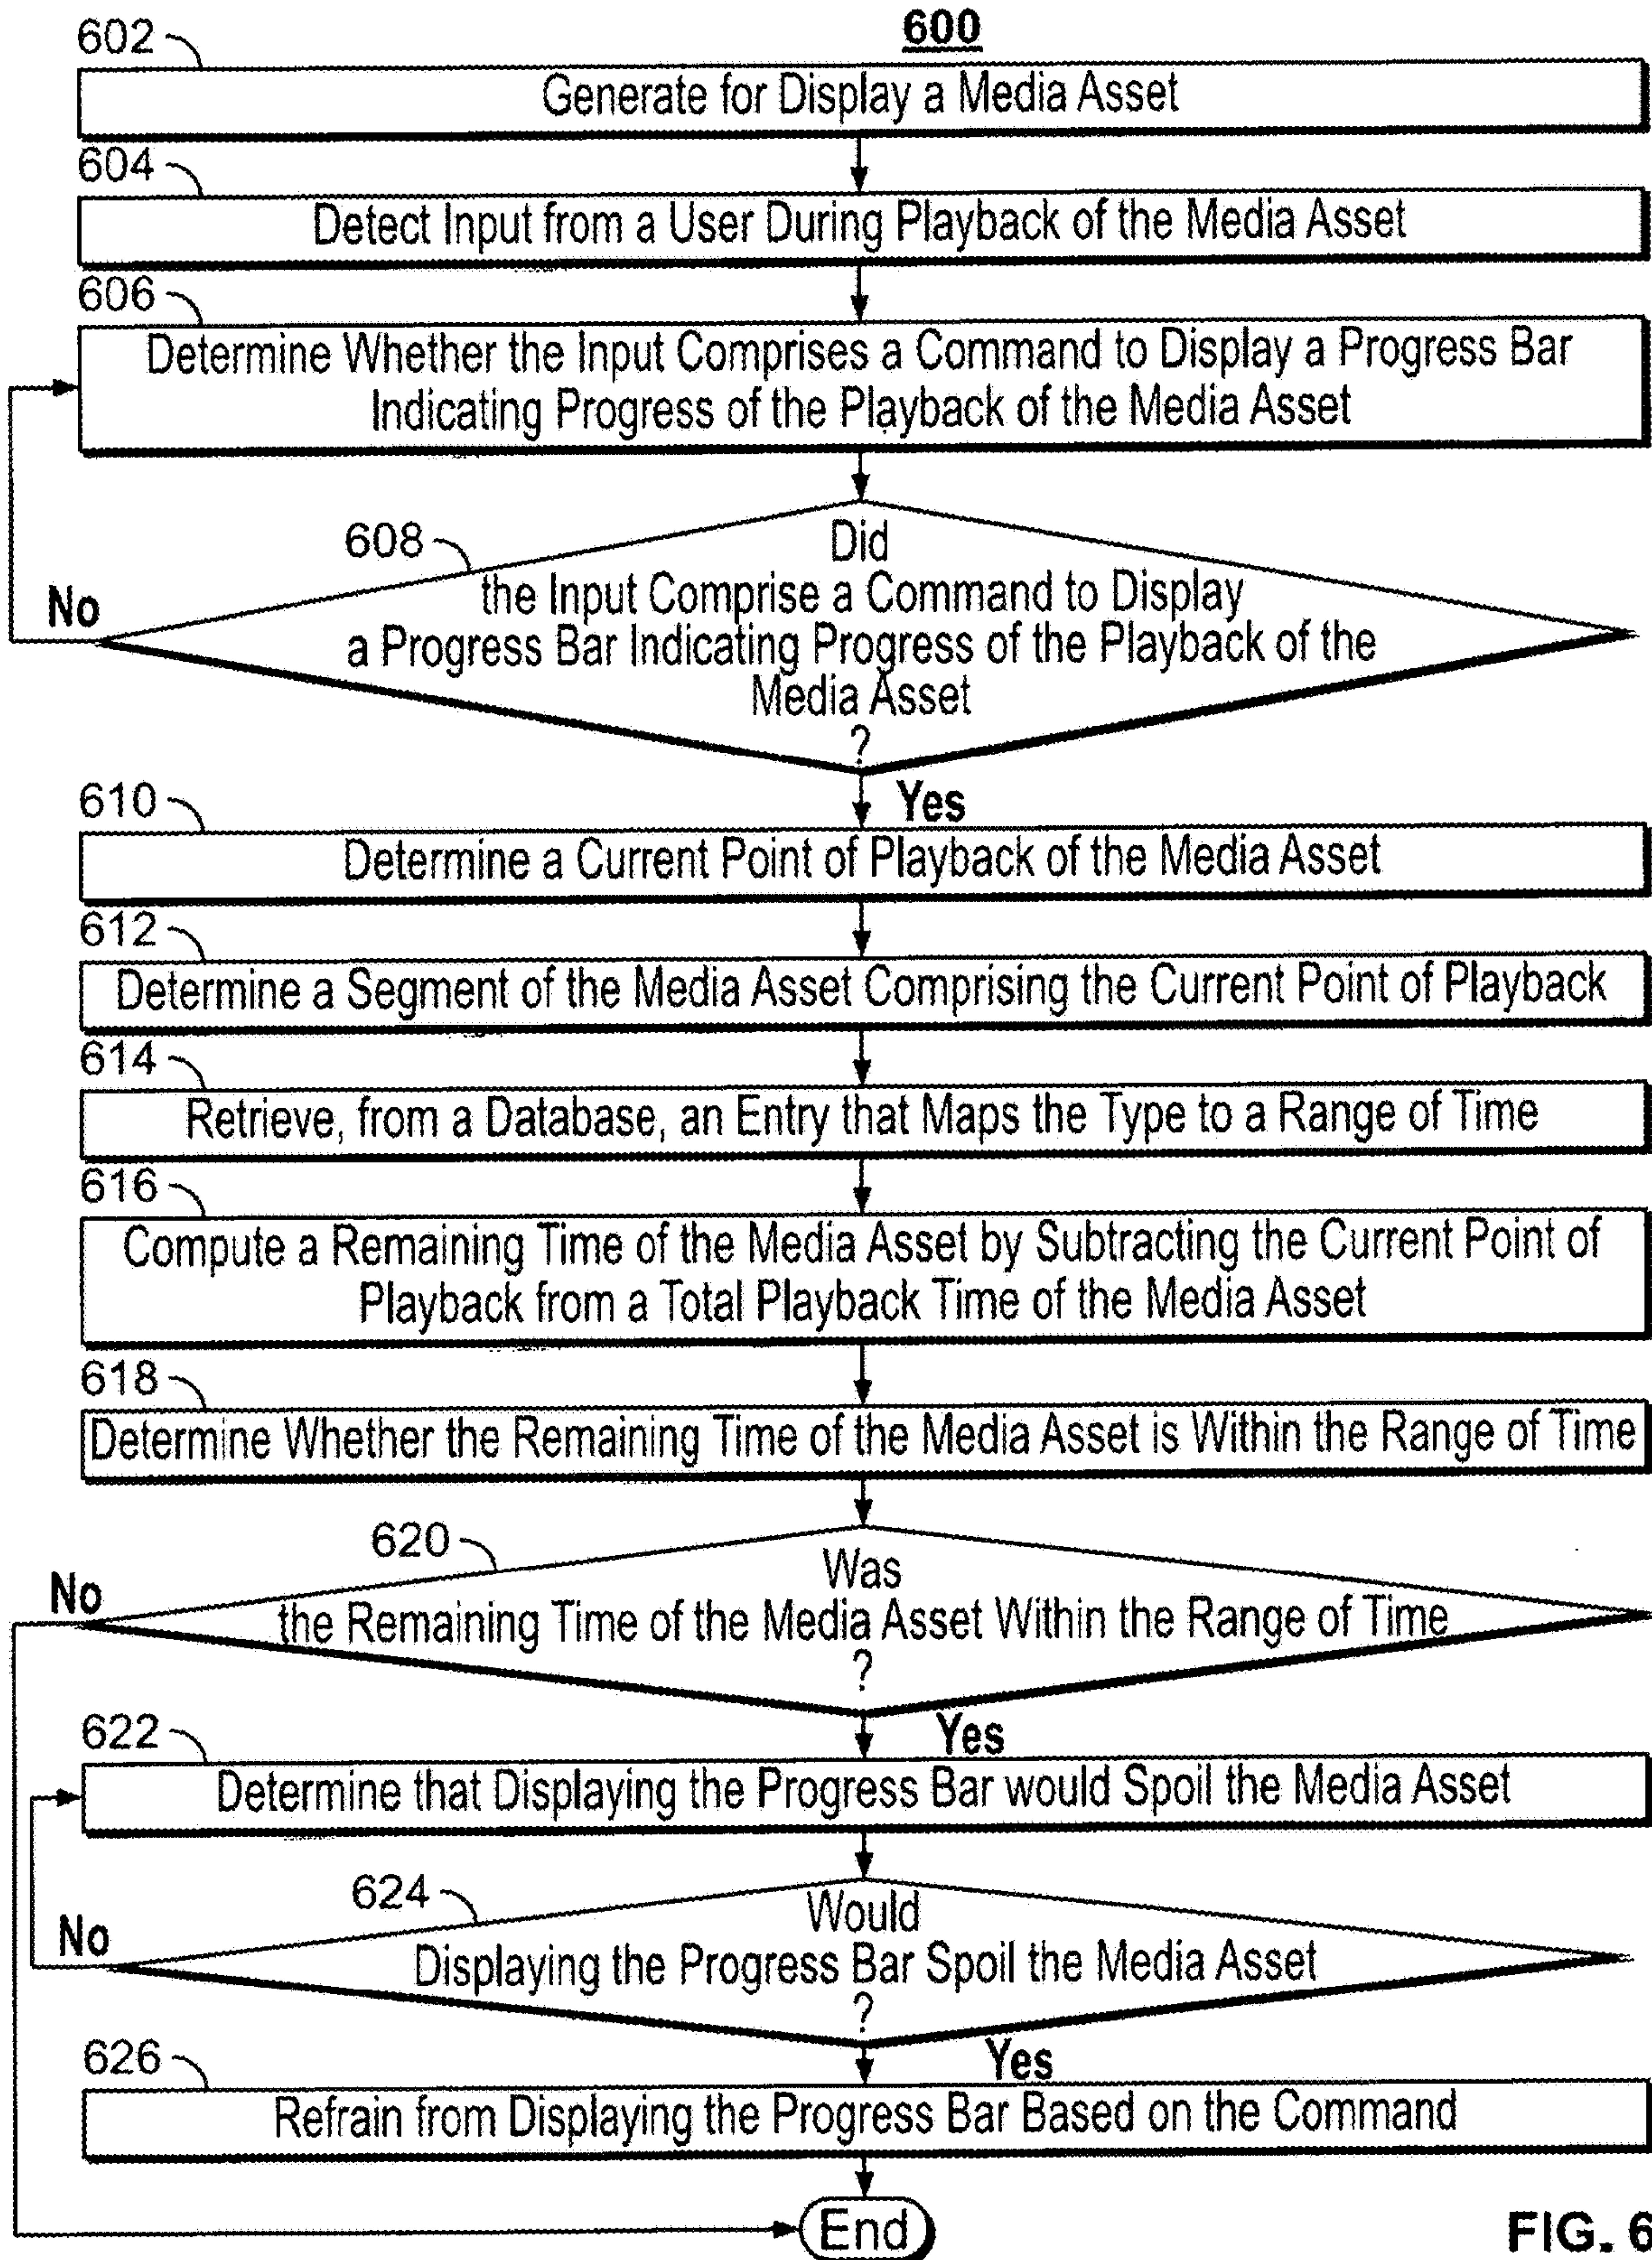 600
602
Generate for Display a Media Asset
604
Detect Input from a User During Playback of the Media Asset
606
Determine Whether the Input Comprises a Command to Display a Progress Bar
Indicating Progress of the Playback of the Media Asset
608
Did
the Input Comprise a Command to Display
a Progress Bar Indicating Progress of the Playback of the
Media Asset
?
No
Yes
610
Determine a Current Point of Playback of the Media Asset
612
Determine a Segment of the Media Asset Comprising the Current Point of Playback
614
Retrieve, from a Database, an Entry that Maps the Type to a Range of Time
616
Compute a Remaining Time of the Media Asset by Subtracting the Current Point of
Playback from a Total Playback Time of the Media Asset
618
Determine Whether the Remaining Time of the Media Asset is Within the Range of Time
620
Was
the Remaining Time of the Media Asset Within the Range of Time
?
No
Yes
622
Determine that Displaying the Progress Bar would Spoil the Media Asset
624
Would
Displaying the Progress Bar Spoil the Media Asset
?
No
Yes
626
Refrain from Displaying the Progress Bar Based on the Command
End
FIG. 6